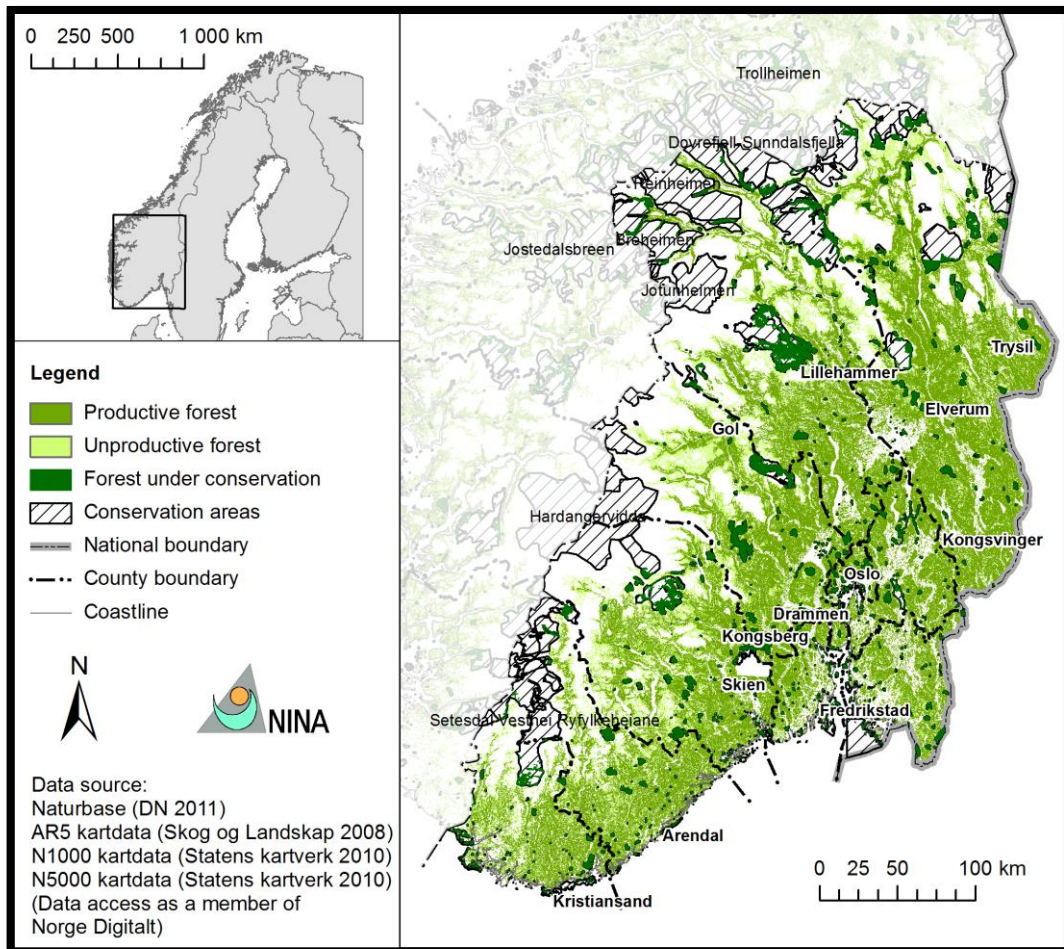 0 250 500 1 000 km
Legend
Productive forest
Unproductive forest
Forest under conservation
Conservation areas
National boundary
County boundary
Coastline
N
NINA
Data source:
Naturbase (DN 2011)
AR5 kartdata (Skog og Landskap 2008)
N1000 kartdata (Statens kartverk 2010)
N5000 kartdata (Statens kartverk 2010)
(Data access as a member of
Norge Digitalt)
Trollheimen
Dovrefjell-Sunndalsfjella
Reinheimen
Jostedalsbreen
Breheimen
Jotunheimen
Trysil
Lillehammer
Elverum
Gol
Hardangervidda
Kongsvinger
Oslo
Drammen
Kongsberg
Skien
Fredrikstad
Setesdal Vesthei Ryfylkeheiane
Arendal
0 25 50 100 km
Kristiansand